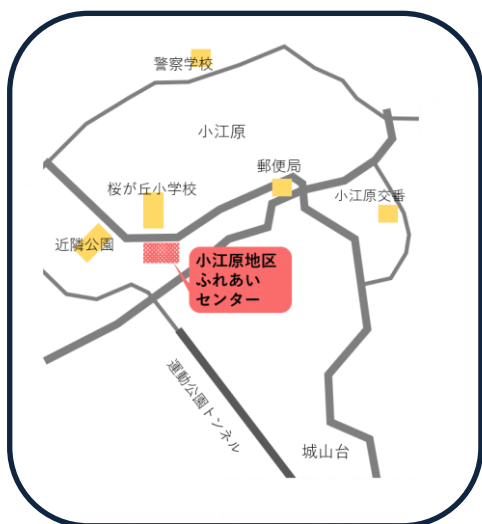 警察学校
小江原
郵便局
桜が丘小学校
小江原交番
近隣公園
小江原地区
ふれあい
センター
運動公園トンネル
城山台